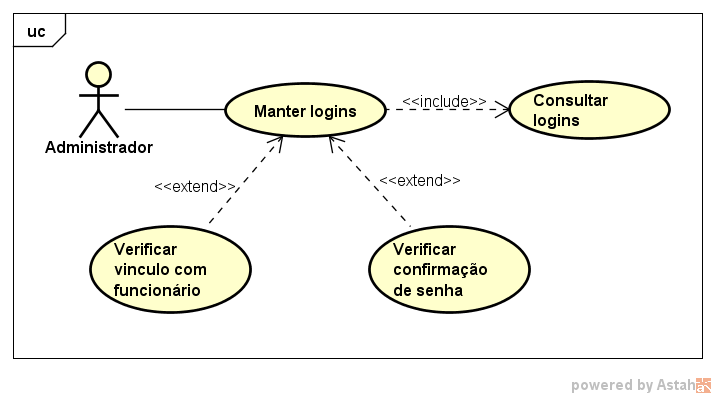 uc
Administrador
Manter logins
<<include>>
Consultar
logins
<<extend>>
<<extend>>
Verificar
vinculo com
funcionário
Verificar
confirmação
de senha
powered by Astah